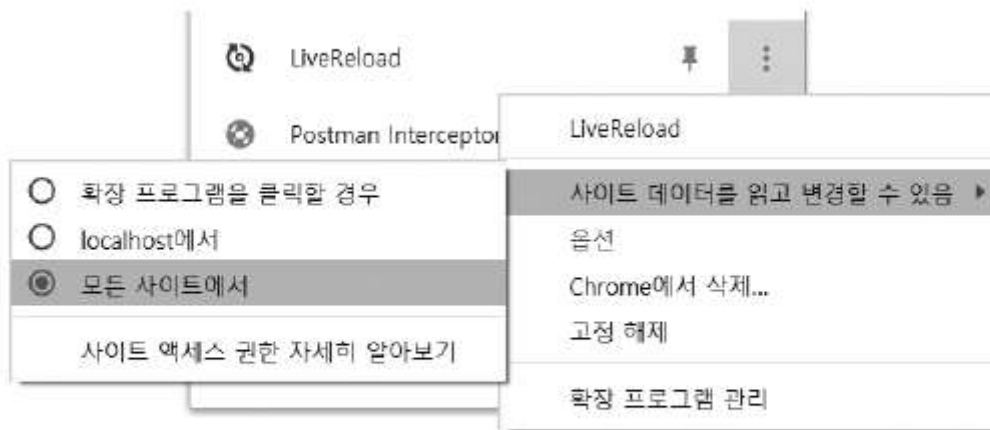 LiveReload
Postman Interceptor
LiveReload
사이트 데이터를 읽고 변경할 수 있음
옵션
Chrome에서 삭제...
고정 해제
확장 프로그램 관리
확장 프로그램을 클릭할 경우
localhost에서
모든 사이트에서
사이트 액세스 권한 자세히 알아보기